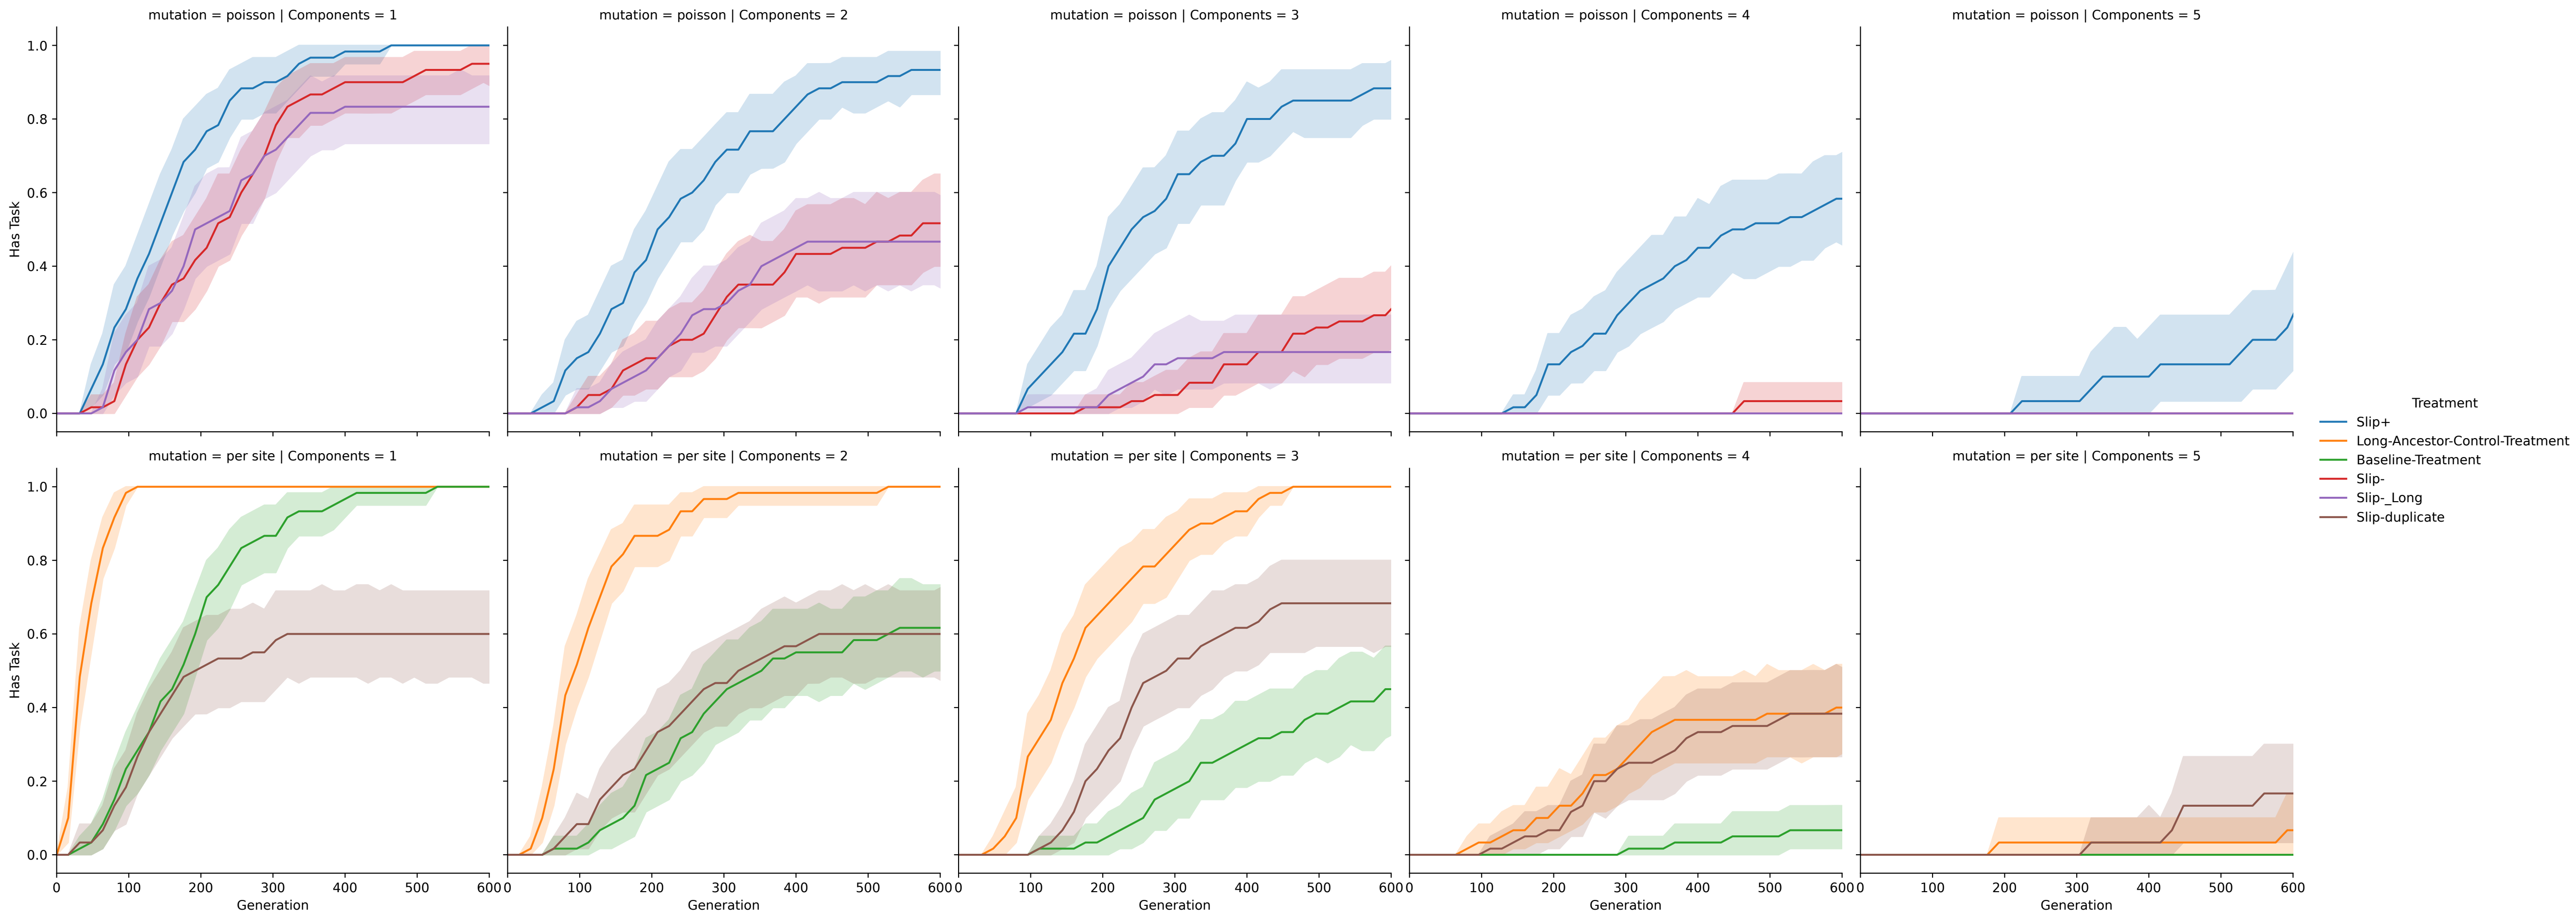 mutation = poisson | Components = 1
mutation = poisson | Components = 2
mutation = poisson | Components = 3
mutation = poisson | Components = 4
mutation = poisson | Components = 5
1.0
0.8
0.6
0.4
0.2
0.0
Has Task
Treatment
Slip+
Long-Ancestor-Control-Treatment
Baseline-Treatment
Slip-
Slip-_Long
Slip-duplicate
mutation = per site | Components = 1
mutation = per site | Components = 2
mutation = per site | Components = 3
mutation = per site | Components = 4
mutation = per site | Components = 5
1.0
0.8
0.6
0.4
0.2
0.0
Has Task
0 100 200 300 400 500 600
0 100 200 300 400 500 600
0 100 200 300 400 500 600
0 100 200 300 400 500 600
0 100 200 300 400 500 600
Generation
Generation
Generation
Generation
Generation